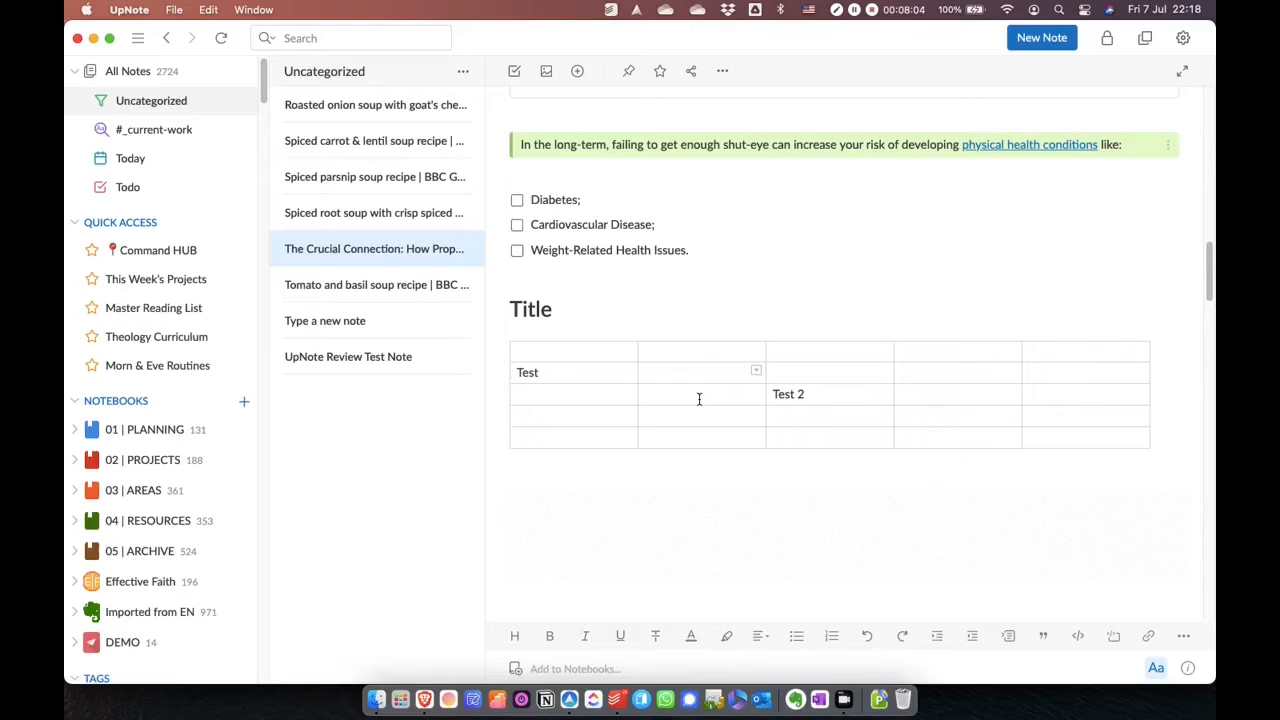 UpNote File Edit Window 00:08:04 100% Fri 7 Jul 22:18
Search
New Note
All Notes 2724
Uncategorized
#_current-work
Today
Todo
QUICK ACCESS
Command HUB
This Week's Projects
Master Reading List
Theology Curriculum
Morn & Eve Routines
NOTEBOOKS
01 | PLANNING 131
02 | PROJECTS 188
03 | AREAS 361
04 | RESOURCES 353
05 | ARCHIVE 524
Effective Faith 196
Imported from EN 971
DEMO 14
TAGS
Uncategorized
Roasted onion soup with goat's che...
Spiced carrot & lentil soup recipe | ...
Spiced parsnip soup recipe | BBC G...
Spiced root soup with crisp spiced ...
The Crucial Connection: How Prop...
Tomato and basil soup recipe | BBC ...
Type a new note
UpNote Review Test Note
In the long-term, failing to get enough shut-eye can increase your risk of developing physical health conditions like:
Diabetes;
Cardiovascular Disease;
Weight-Related Health Issues.
Title
Test
Test 2
H B I U T A
Add to Notebooks...
Aa